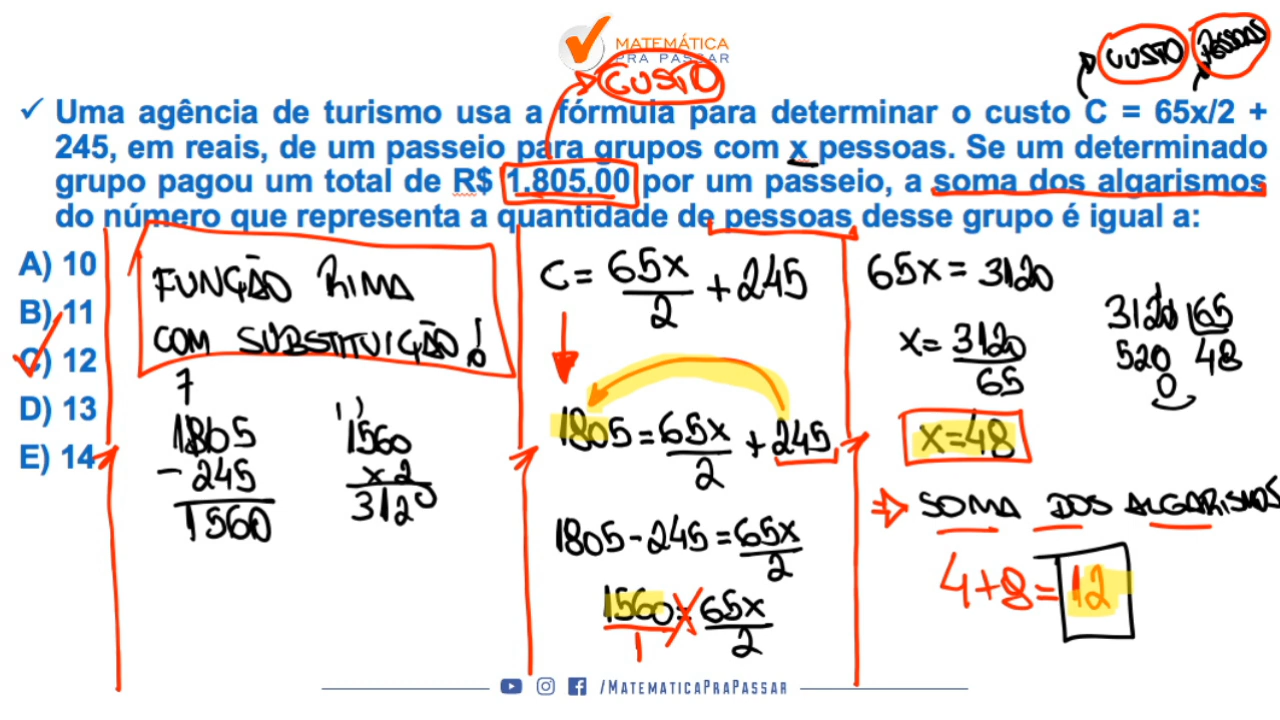 MATEMÁTICA
PRA PASSAR
CUSTO
CUSTO
PESSOAS
✓ Uma agência de turismo usa a fórmula para determinar o custo C = 65x/2 +
245, em reais, de um passeio para grupos com x pessoas. Se um determinado
grupo pagou um total de R$ 1.805,00 por um passeio, a soma dos algarismos
do número que representa a quantidade de pessoas desse grupo é igual a:
A) 10
B) 11
C) 12
D) 13
E) 14
FUNÇÃO RIMA
COM SUBSTITUIÇÃO!
7
1805
- 245
1560
1 1
1560
x2
3120
C = 65x/2 + 245
1805 = 65x/2 + 245
1805 - 245 = 65x/2
1560/1 = 65x/2
65x = 3120
x = 3120/65
3120 65
520 48
0
x=48
⇒ SOMA DOS ALGARISMOS
4+8= 12
/MATEMATICAPRAPASSAR